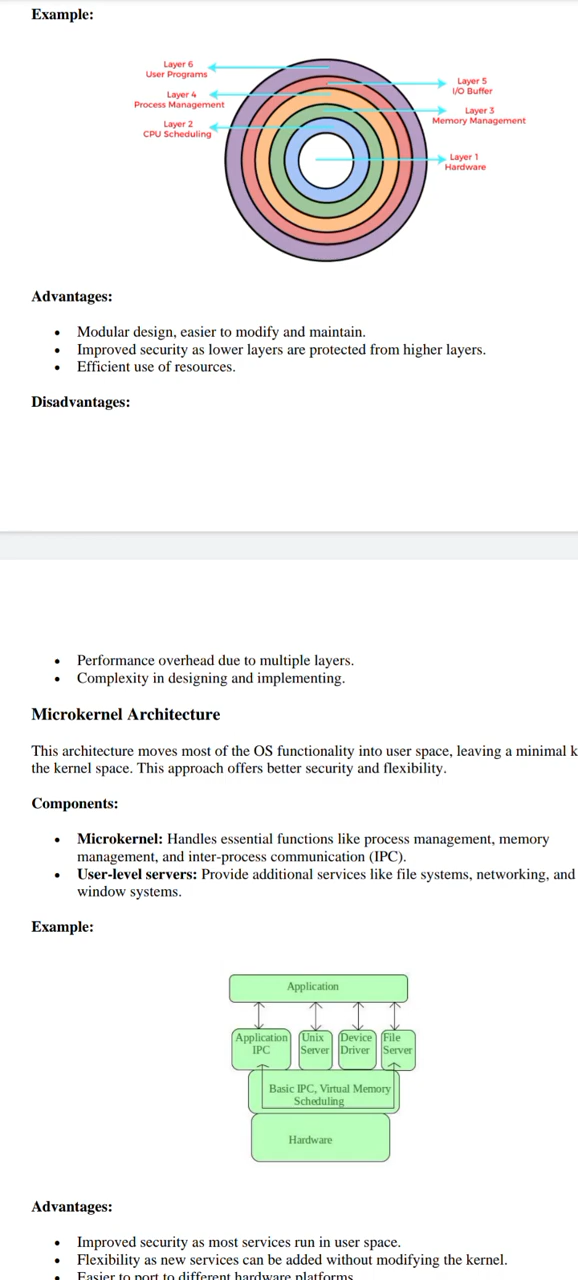 Example:
Layer 6
User Programs
Layer 5
I/O Buffer
Layer 4
Process Management
Layer 3
Memory Management
Layer 2
CPU Scheduling
Layer 1
Hardware
Advantages:
• Modular design, easier to modify and maintain.
• Improved security as lower layers are protected from higher layers.
• Efficient use of resources.
Disadvantages:
• Performance overhead due to multiple layers.
• Complexity in designing and implementing.
Microkernel Architecture
This architecture moves most of the OS functionality into user space, leaving a minimal k
the kernel space. This approach offers better security and flexibility.
Components:
• Microkernel: Handles essential functions like process management, memory
management, and inter-process communication (IPC).
• User-level servers: Provide additional services like file systems, networking, and
window systems.
Example:
Application
Application
IPC
Unix
Server
Device
Driver
File
Server
Basic IPC, Virtual Memory
Scheduling
Hardware
Advantages:
• Improved security as most services run in user space.
• Flexibility as new services can be added without modifying the kernel.
• Easier to port to different hardware platforms.